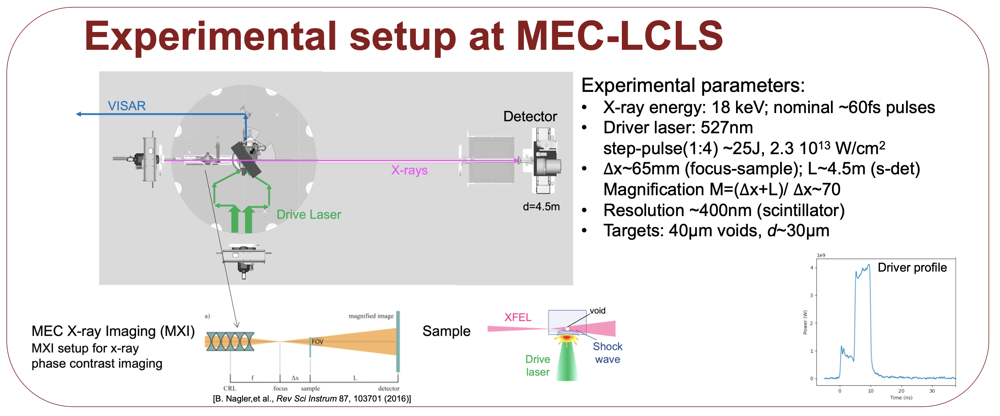 Experimental setup at MEC-LCLS
VISAR
Detector
X-rays
Drive Laser
d=4.5m
Experimental parameters:
• X-ray energy: 18 keV; nominal ~60fs pulses
• Driver laser: 527nm
step-pulse(1:4) ~25J, 2.3 10¹³ W/cm²
• Δx~65mm (focus-sample); L~4.5m (s-det)
Magnification M=(Δx+L)/ Δx~70
• Resolution ~400nm (scintillator)
• Targets: 40µm voids, d~30µm
MEC X-ray Imaging (MXI)
MXI setup for x-ray
phase contrast imaging
a)
magnified image
FOV
f
Δx
L
CRL
focus
sample
detector
[B. Nagler,et al., Rev Sci Instrum 87, 103701 (2016)]
Sample
XFEL
void
Shock
wave
Drive
laser
1e9
Driver profile
Power (W)
4
3
2
1
0
0 10 20 30
Time (ns)